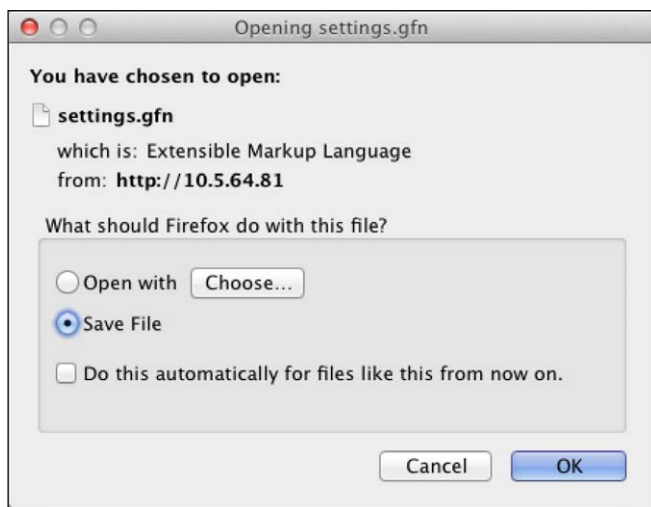 Opening settings.gfn
You have chosen to open:
settings.gfn
which is: Extensible Markup Language
from: http://10.5.64.81
What should Firefox do with this file?
Open with Choose...
Save File
Do this automatically for files like this from now on.
Cancel OK